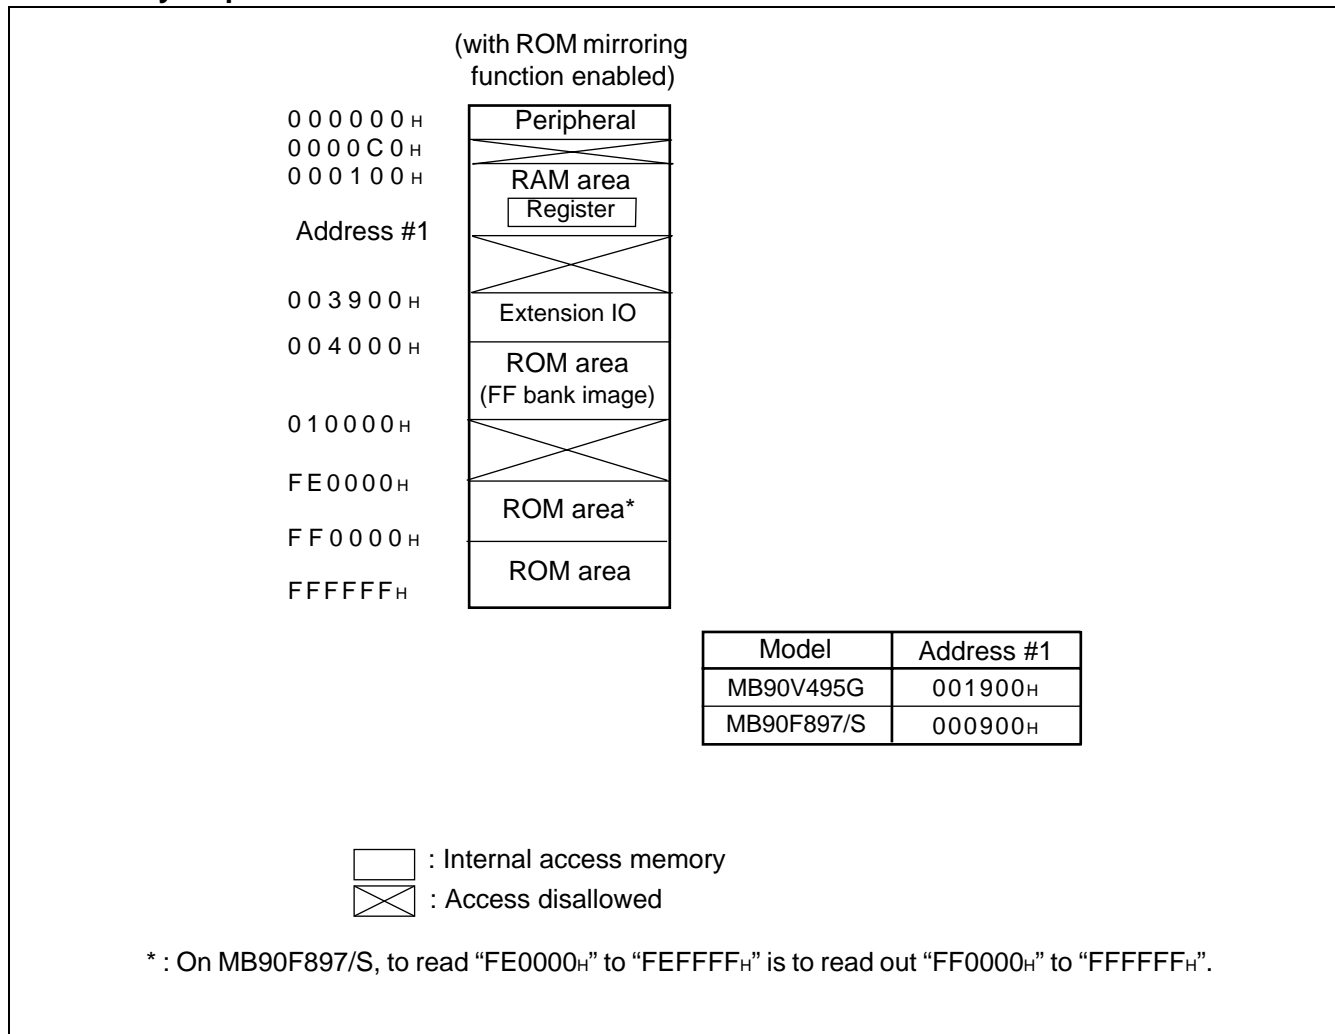 (with ROM mirroring
function enabled)
000000H
Peripheral
0000C0H
000100H
RAM area
Register
Address #1
003900H
Extension IO
004000H
ROM area
(FF bank image)
010000H
FE0000H
ROM area*
FF0000H
ROM area
FFFFFFH
Model Address #1
MB90V495G 001900H
MB90F897/S 000900H
: Internal access memory
: Access disallowed
* : On MB90F897/S, to read “FE0000H” to “FEFFFFH” is to read out “FF0000H” to “FFFFFFH”.